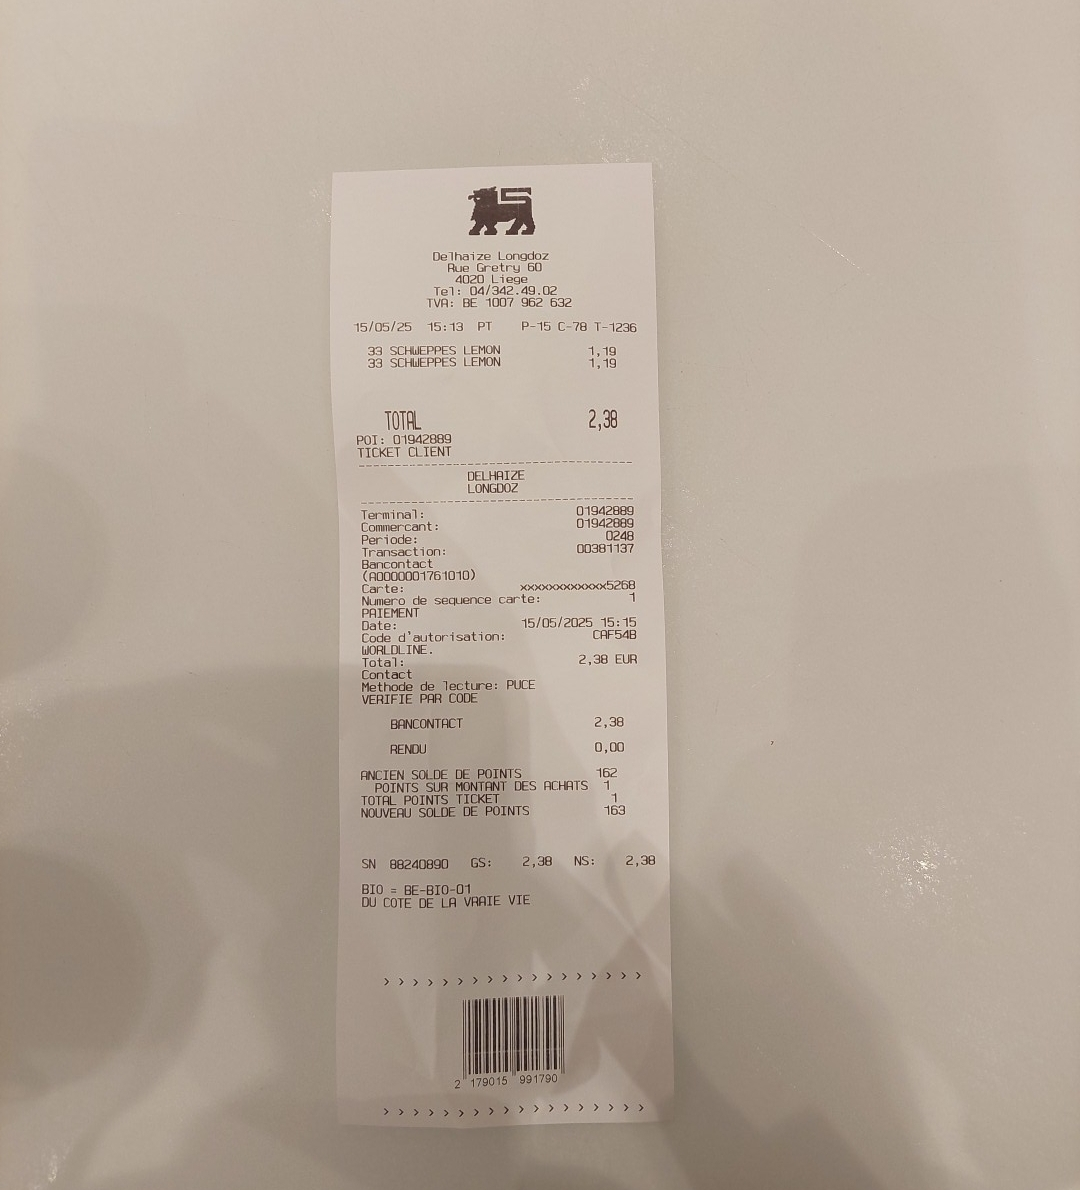 Delhaize Longdoz
Rue Gretry 60
4020 Liege
Tel: 04/342.49.02
TVA: BE 1007 962 632
15/05/25 15:13 PT P-15 C-78 T-1236
33 SCHWEPPES LEMON 1,19
33 SCHWEPPES LEMON 1,19
TOTAL 2,38
POI: 01942889
TICKET CLIENT
--------------------------------------
DELHAIZE
LONGDOZ
--------------------------------------
Terminal: 01942889
Commercant: 01942889
Periode: 0248
Transaction: 00381137
Bancontact
(A0000001761010)
Carte: xxxxxxxxxxxx5268
Numero de sequence carte: 1
PAIEMENT
Date: 15/05/2025 15:15
Code d'autorisation: CAF54B
WORLDLINE.
Total: 2,38 EUR
Contact
Methode de lecture: PUCE
VERIFIE PAR CODE
BANCONTACT 2,38
RENDU 0,00
ANCIEN SOLDE DE POINTS 162
POINTS SUR MONTANT DES ACHATS 1
TOTAL POINTS TICKET 1
NOUVEAU SOLDE DE POINTS 163
SN 88240890 GS: 2,38 NS: 2,38
BIO = BE-BIO-01
DU COTE DE LA VRAIE VIE
> > > > > > > > > > > > > > > > > >
2 179015 991790
> > > > > > > > > > > > > > > > > >